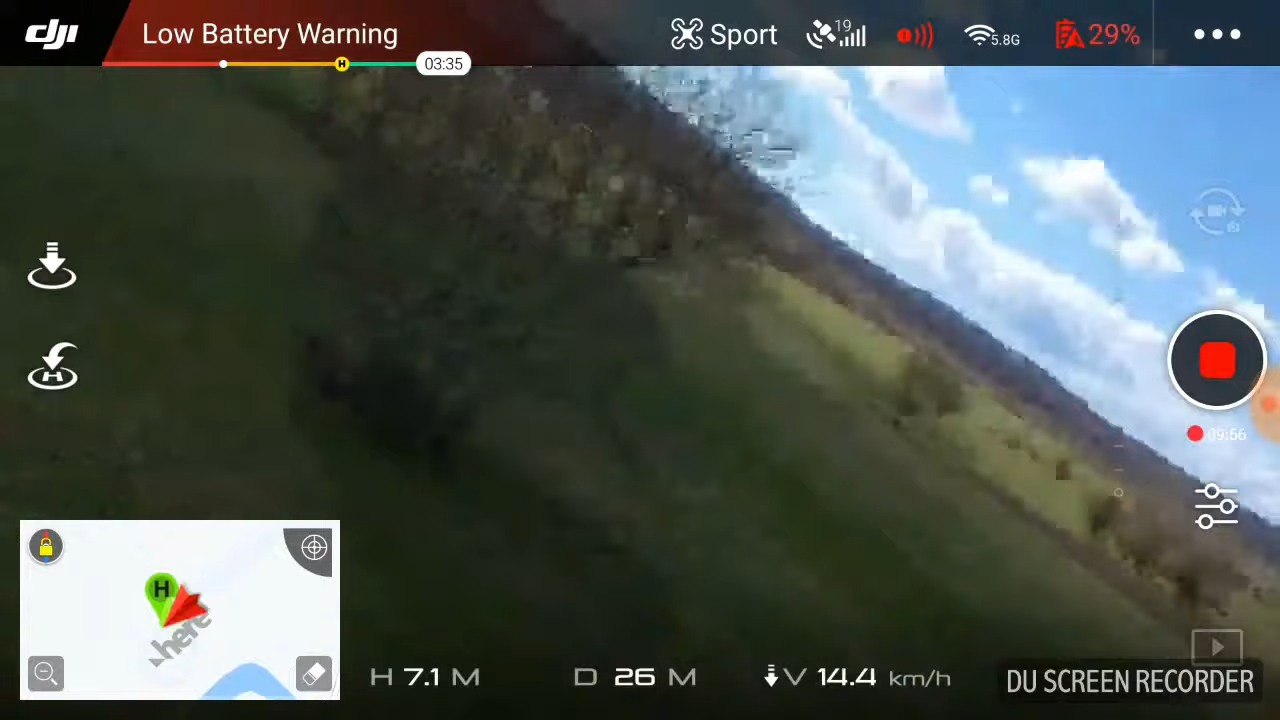 dji Low Battery Warning Sport 19 5.8G 29%
H 03:35
09:56
H
here
H 7.1 M D 26 M V 14.4 km/h
DU SCREEN RECORDER